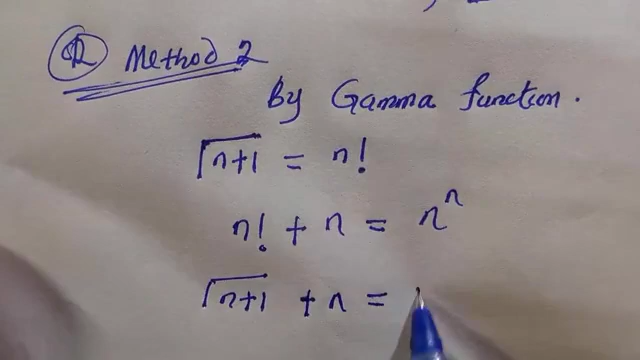 R Method 2
By Gamma function.
Γn+1 = n!
n! + n = n^n
Γn+1 + n =